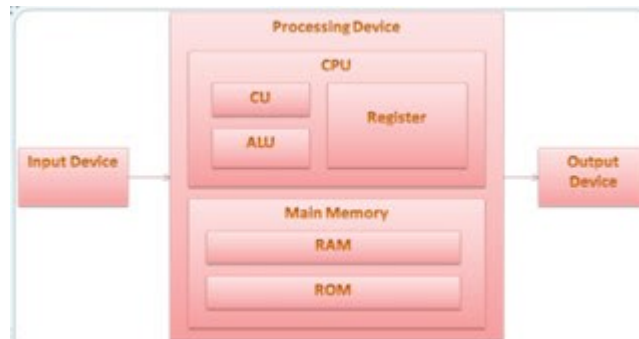 Processing Device
CPU
CU
Register
ALU
Input Device
Output
Device
Main Memory
RAM
ROM